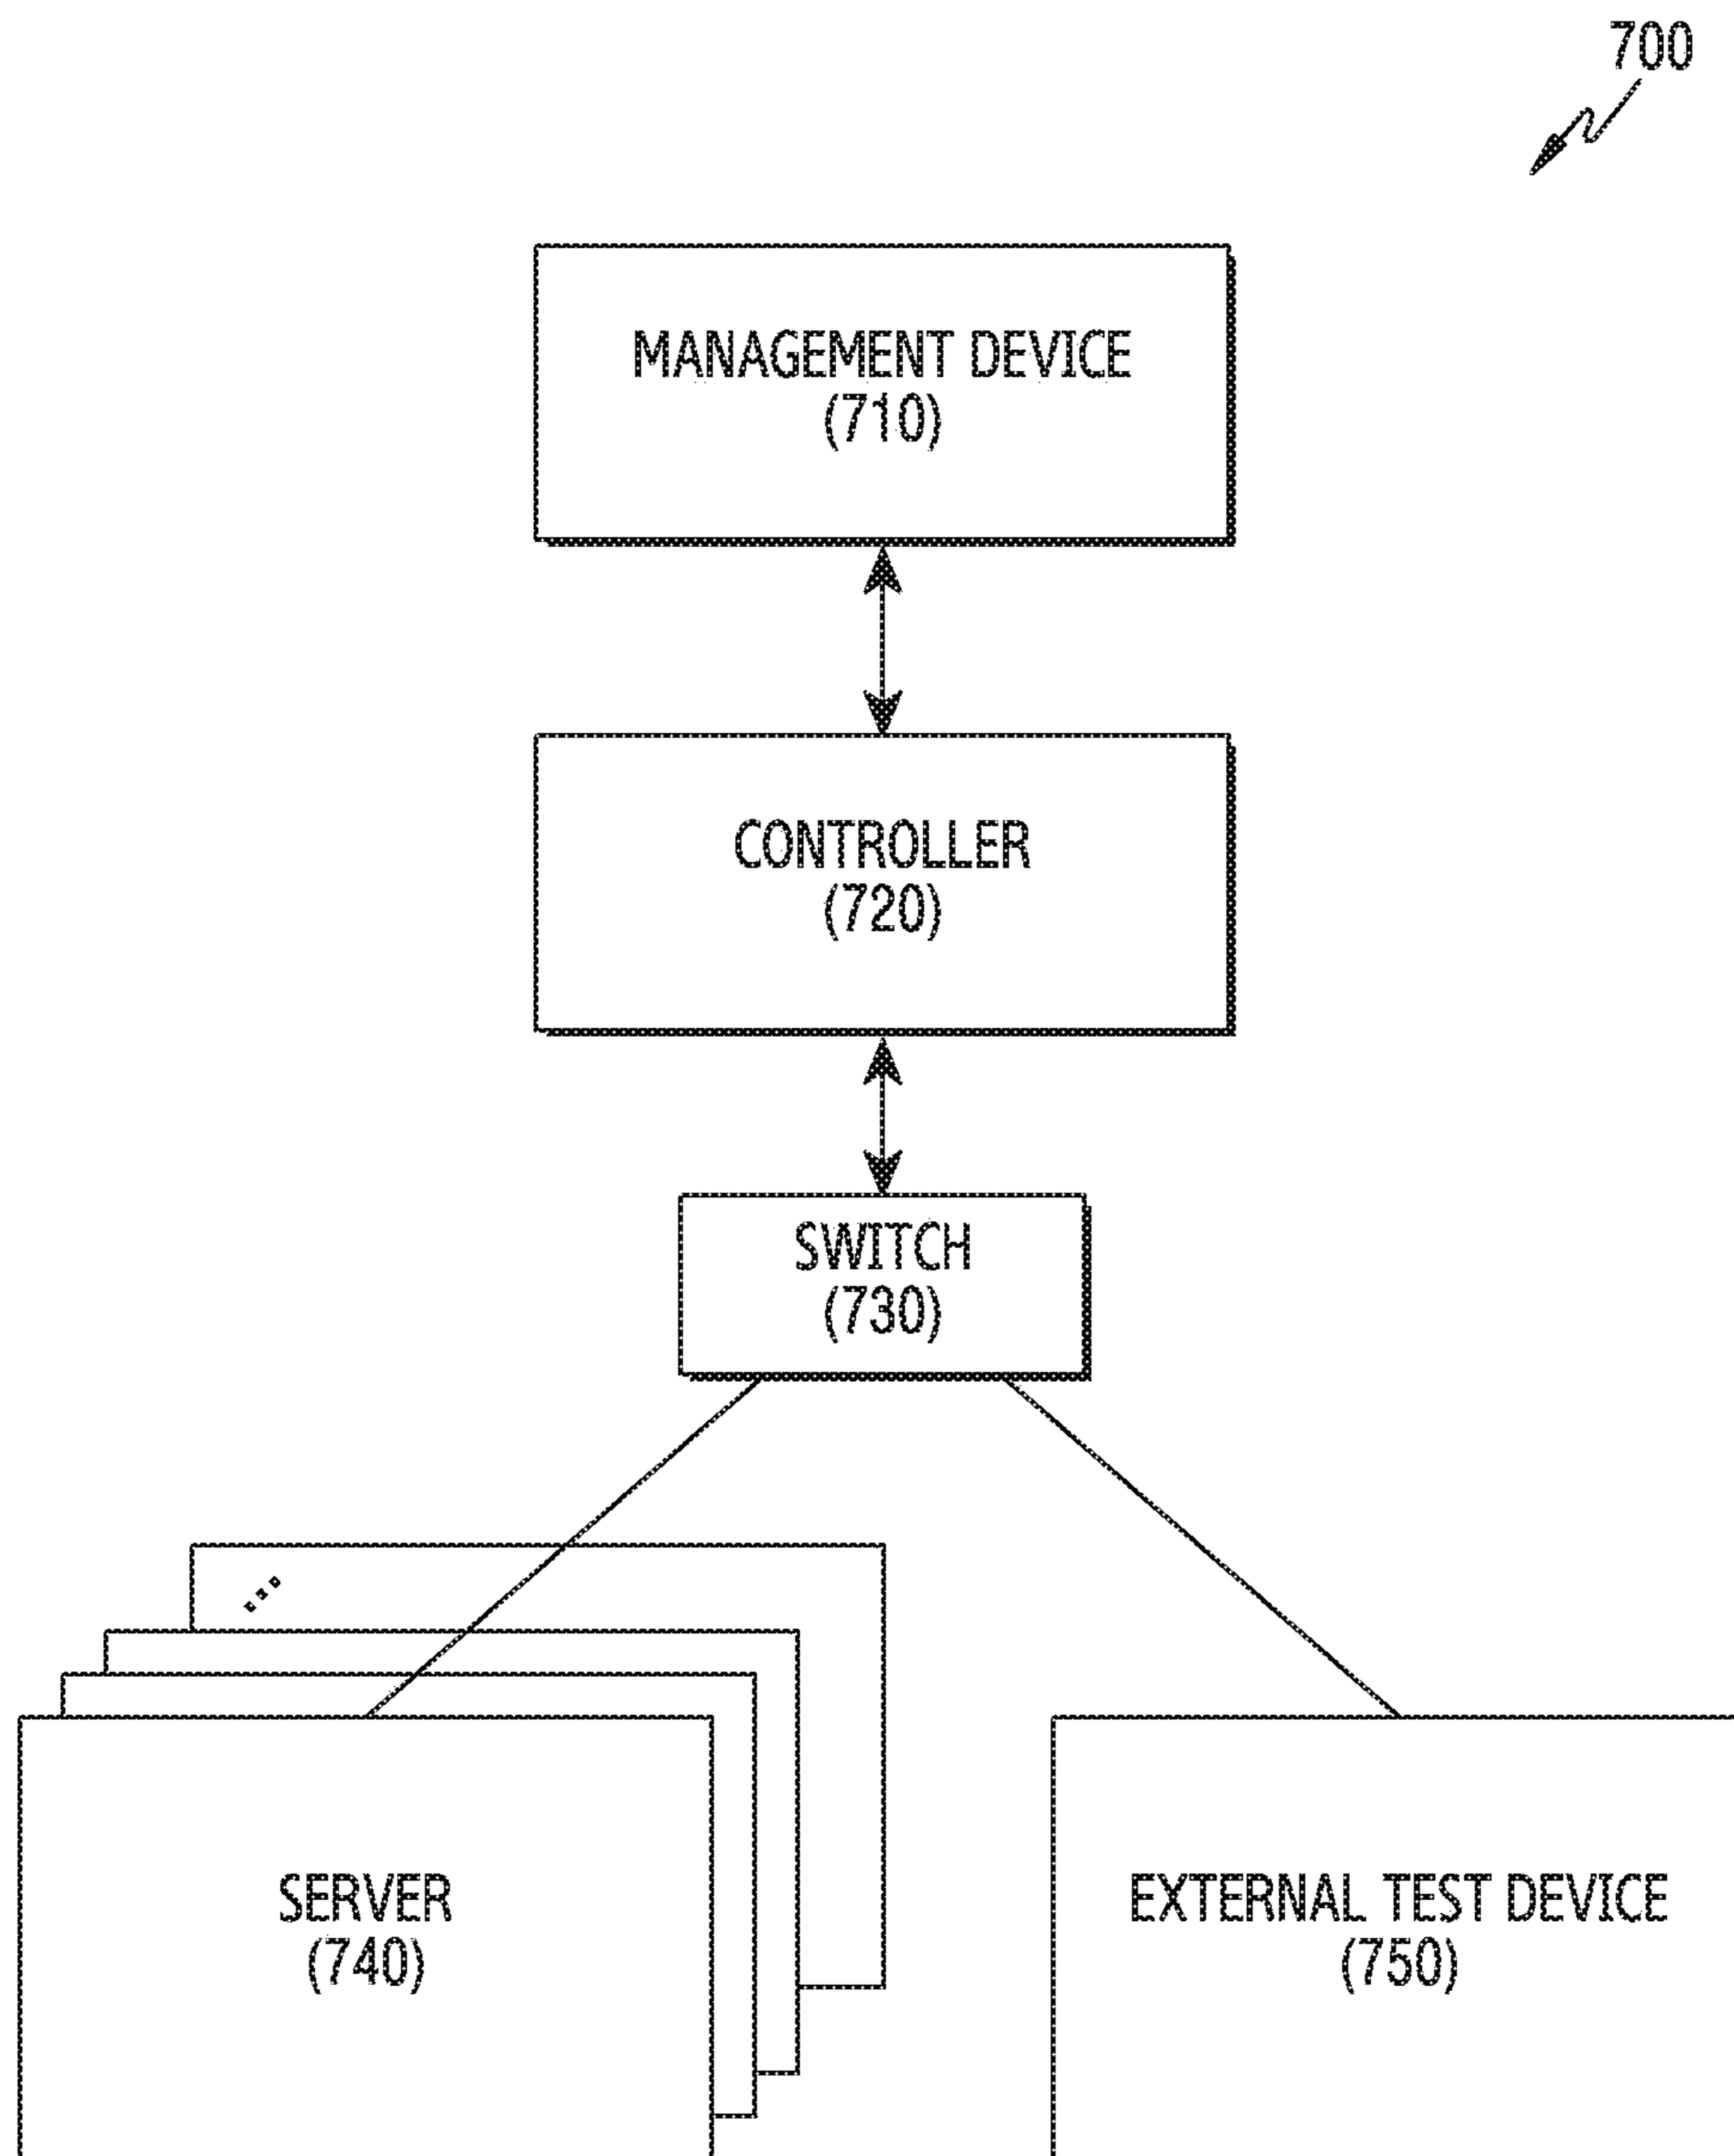 700
MANAGEMENT DEVICE
(710)
CONTROLLER
(720)
SWITCH
(730)
SERVER
(740)
EXTERNAL TEST DEVICE
(750)